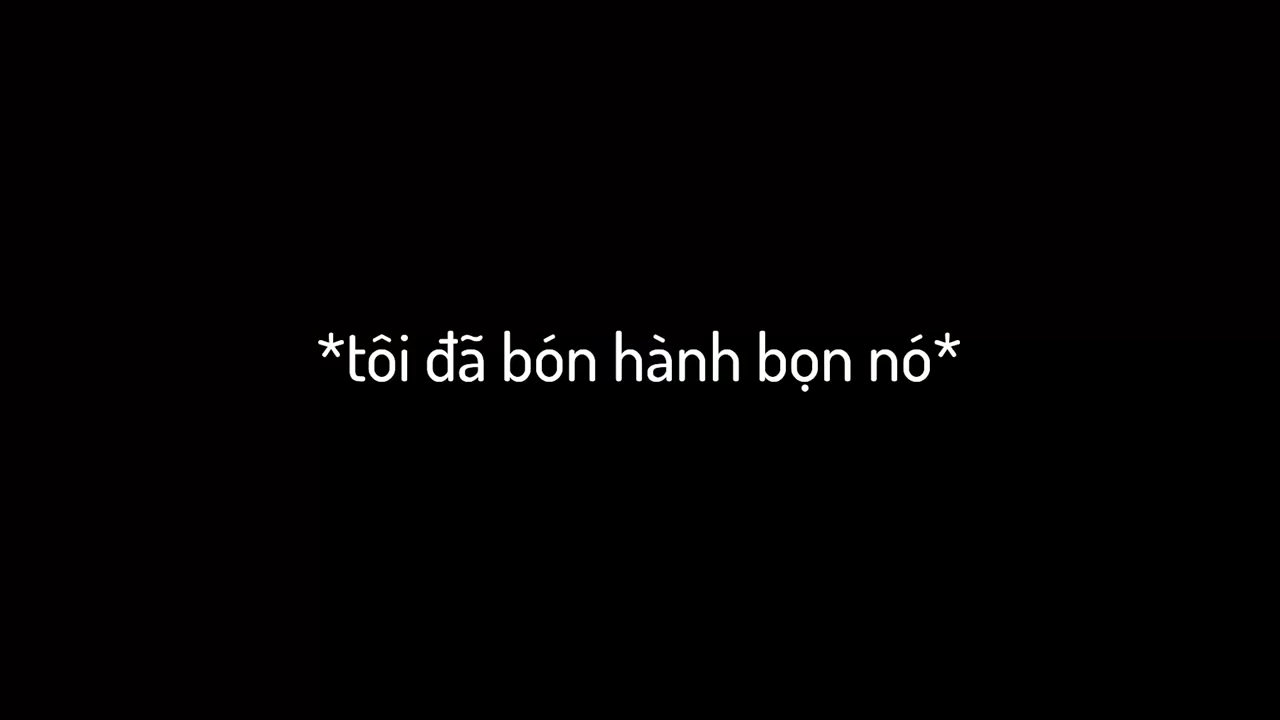 *tôi đã bón hành bọn nó*